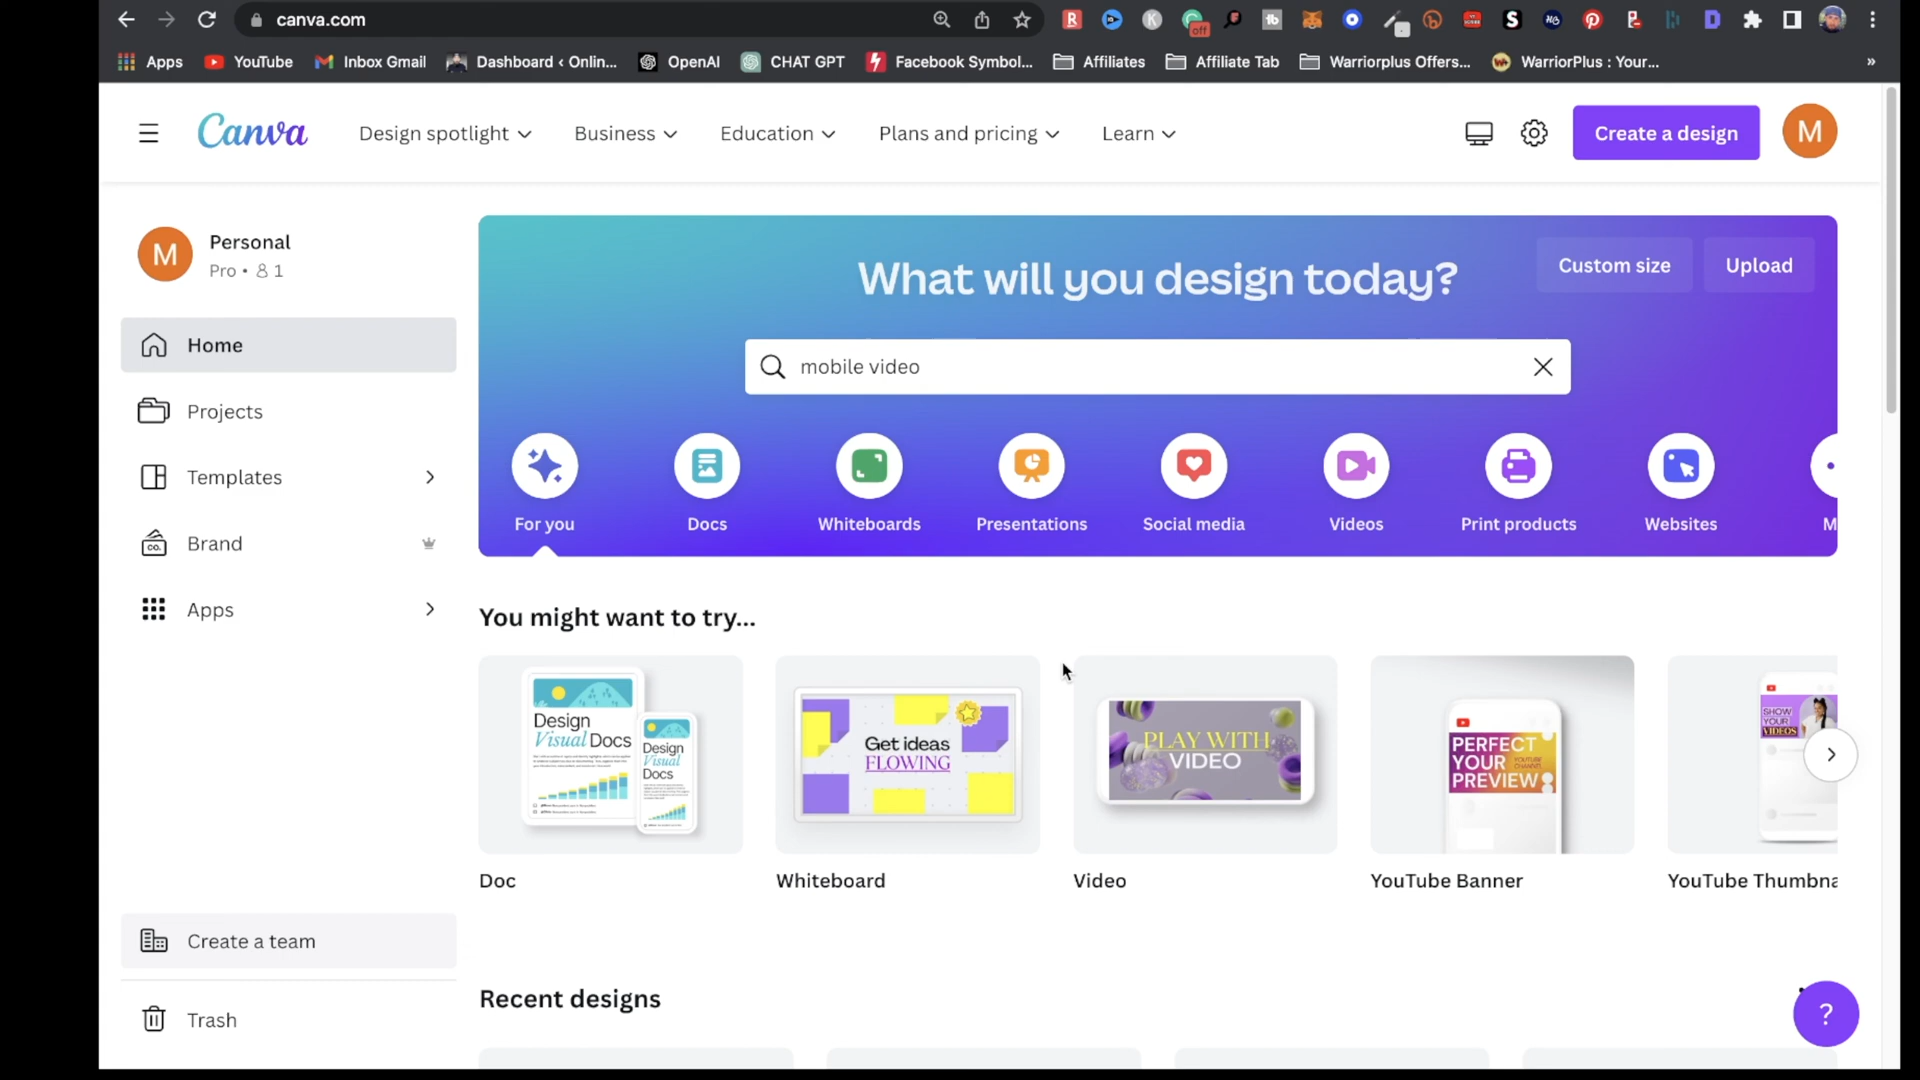 canva.com
off
Apps
YouTube
Inbox Gmail
Dashboard ‹ Onlin...
OpenAI
CHAT GPT
Facebook Symbol...
Affiliates
Affiliate Tab
Warriorplus Offers...
WarriorPlus : Your...
»
Canva
Design spotlight
Business
Education
Plans and pricing
Learn
Create a design
M
M
Personal
Pro • 1
Home
Projects
Templates
Brand
Apps
Create a team
Trash
What will you design today?
Custom size
Upload
mobile video
For you
Docs
Whiteboards
Presentations
Social media
Videos
Print products
Websites
M
You might want to try...
Design
Visual Docs
Design
Visual
Docs
Get ideas
FLOWING
PLAY WITH
VIDEO
PERFECT
YOUR
PREVIEW
SHOW
YOUR
VIDEOS
Doc
Whiteboard
Video
YouTube Banner
YouTube Thumbna
Recent designs
?